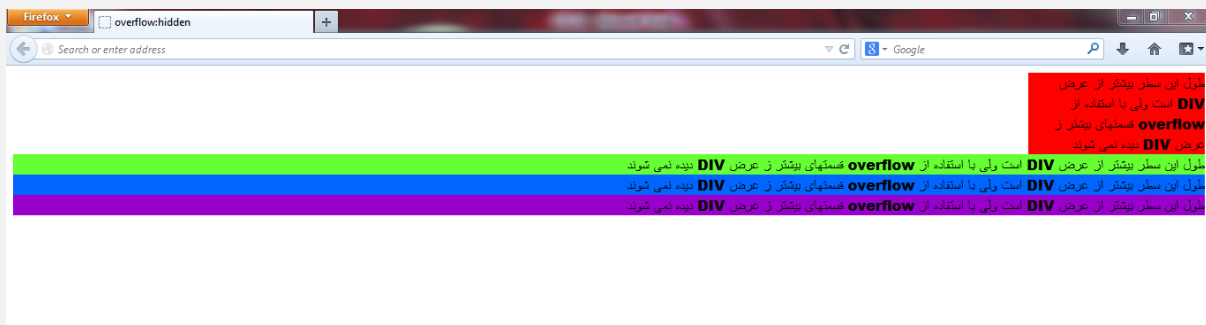 Firefox
overflow:hidden
Search or enter address
Google
طول این سطر بیشتر از عرض
DIV است ولی با استفاده از
overflow قسمتهای بیشتر ز
عرض DIV دیده نمی شوند
طول این سطر بیشتر از عرض DIV است ولی با استفاده از overflow قسمتهای بیشتر ز عرض DIV دیده نمی شوند
طول این سطر بیشتر از عرض DIV است ولی با استفاده از overflow قسمتهای بیشتر ز عرض DIV دیده نمی شوند
طول این سطر بیشتر از عرض DIV است ولی با استفاده از overflow قسمتهای بیشتر ز عرض DIV دیده نمی شوند